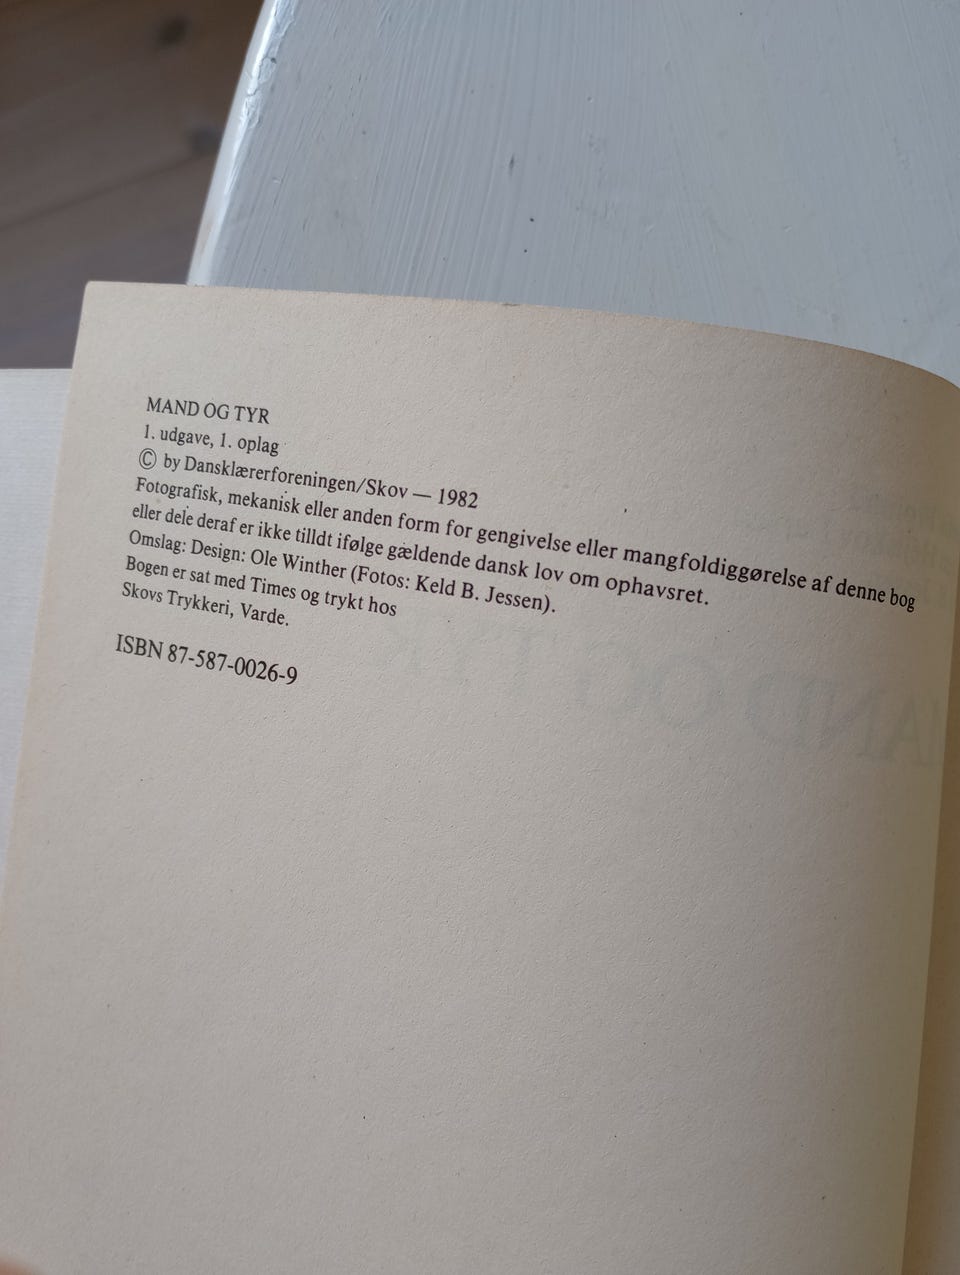 MAND OG TYR
1. udgave, 1. oplag
© by Dansklærerforeningen/Skov — 1982
Fotografisk, mekanisk eller anden form for gengivelse eller mangfoldiggørelse af denne bog
eller dele deraf er ikke tilldt ifølge gældende dansk lov om ophavsret.
Omslag: Design: Ole Winther (Fotos: Keld B. Jessen).
Bogen er sat med Times og trykt hos
Skovs Trykkeri, Varde.
ISBN 87-587-0026-9